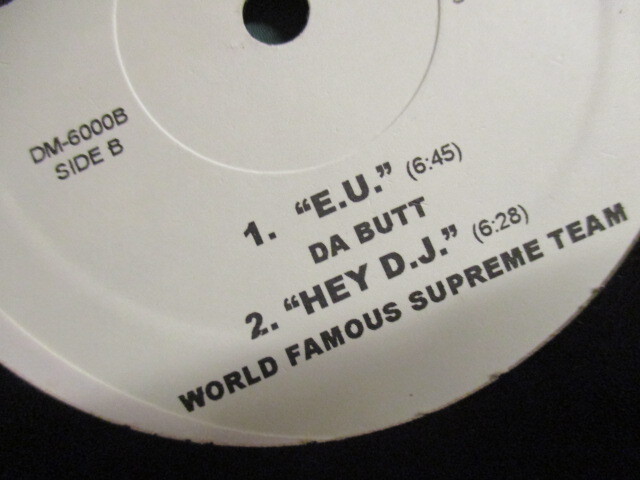 DM-6000B
SIDE B
1. "E.U." (6:45)
DA BUTT
2. "HEY D.J." (6:28)
WORLD FAMOUS SUPREME TEAM